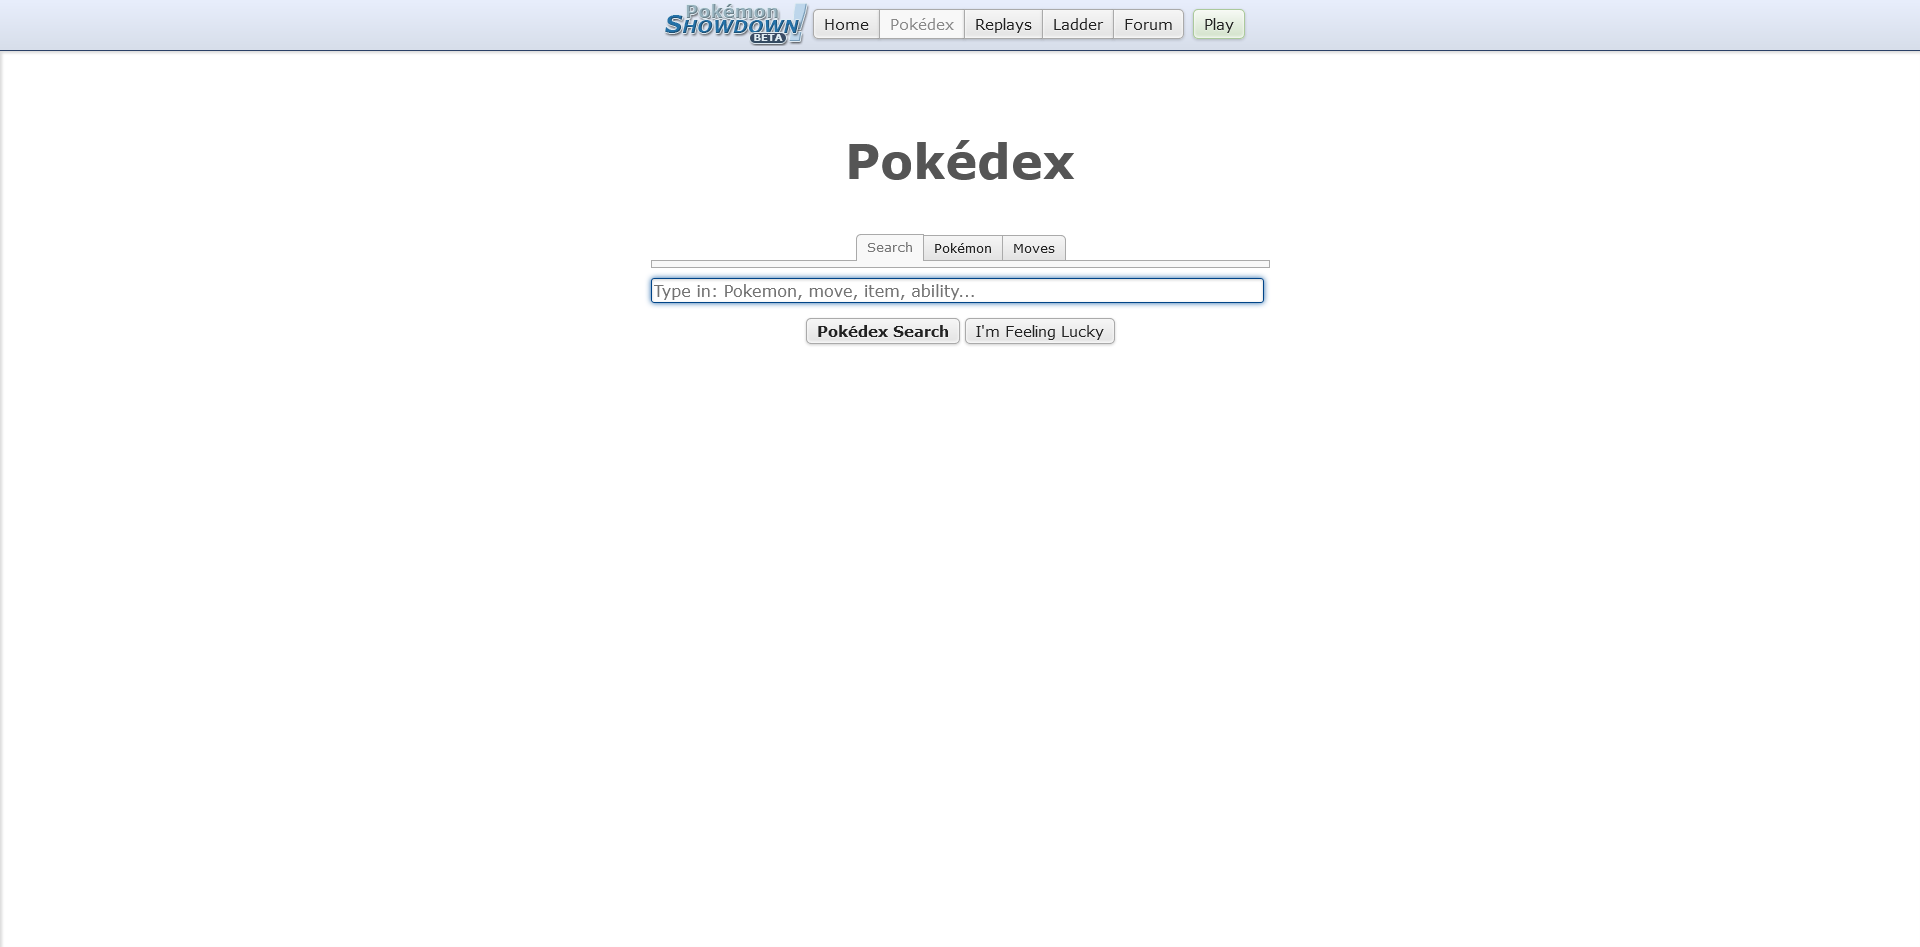 Pokémon
SHOWDOWN!
BETA
Home
Pokédex
Replays
Ladder
Forum
Play
Pokédex
Search
Pokémon
Moves
Type in: Pokemon, move, item, ability...
Pokédex Search
I'm Feeling Lucky